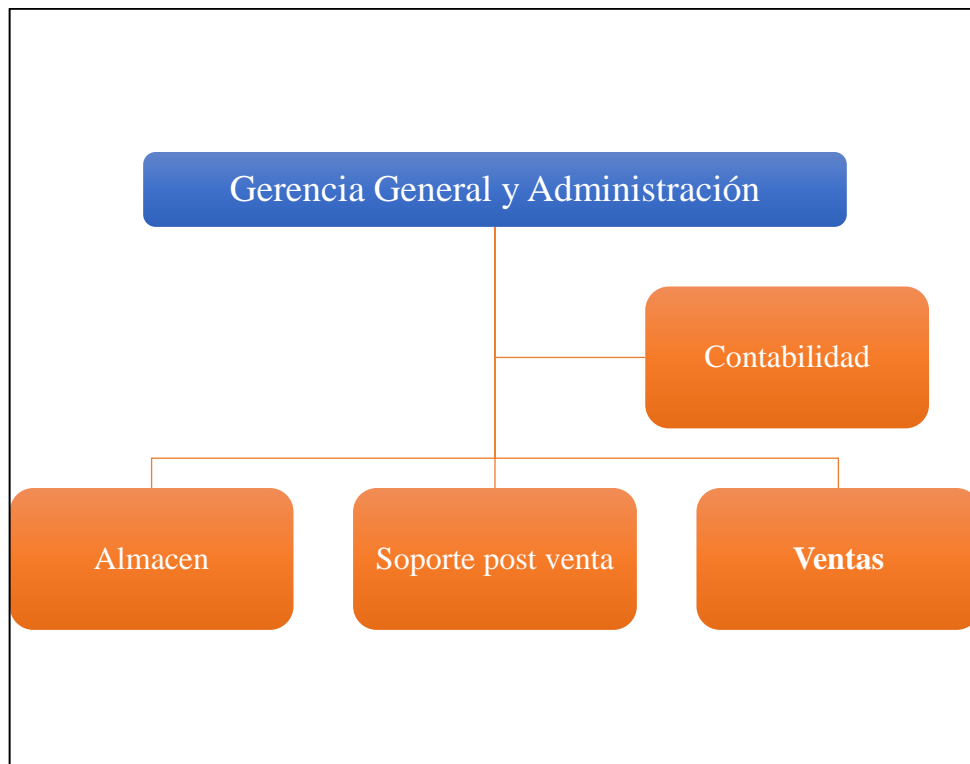 Gerencia General y Administración
Contabilidad
Almacen
Soporte post venta
Ventas